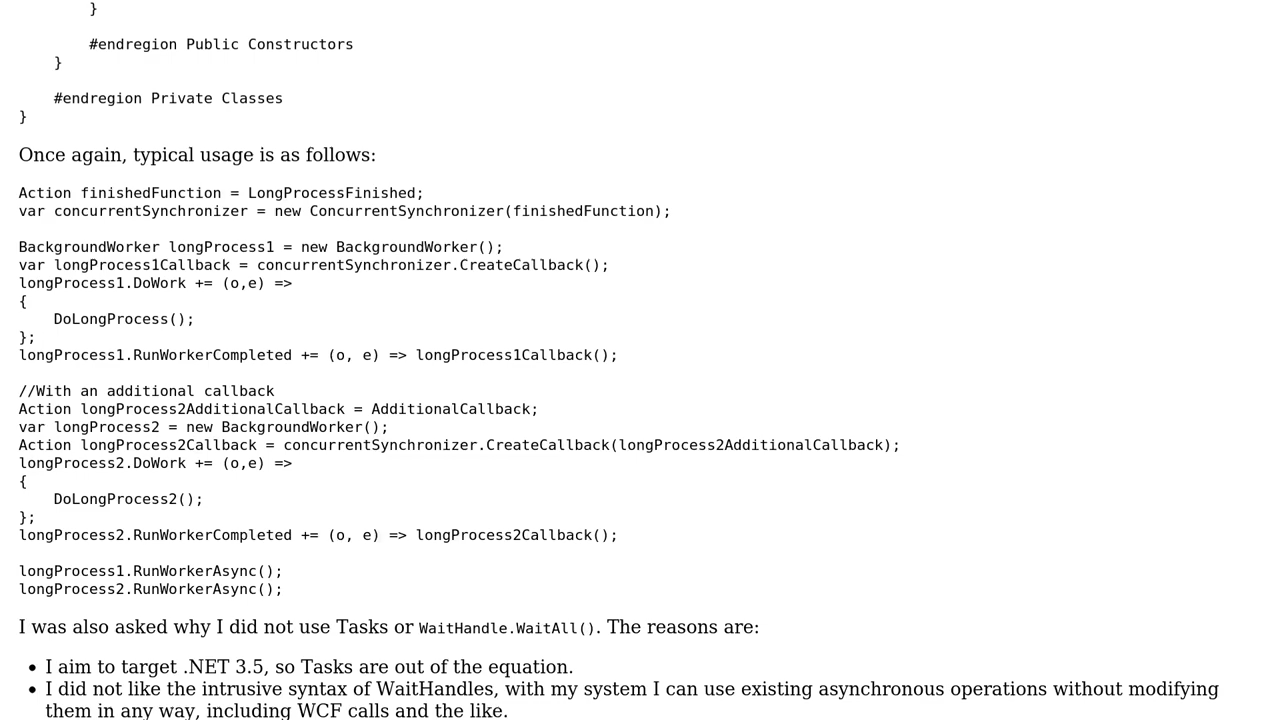 }

        #endregion Public Constructors
    }

    #endregion Private Classes
}
Once again, typical usage is as follows:
Action finishedFunction = LongProcessFinished;
var concurrentSynchronizer = new ConcurrentSynchronizer(finishedFunction);

BackgroundWorker longProcess1 = new BackgroundWorker();
var longProcess1Callback = concurrentSynchronizer.CreateCallback();
longProcess1.DoWork += (o,e) =>
{
    DoLongProcess();
};
longProcess1.RunWorkerCompleted += (o, e) => longProcess1Callback();

//With an additional callback
Action longProcess2AdditionalCallback = AdditionalCallback;
var longProcess2 = new BackgroundWorker();
Action longProcess2Callback = concurrentSynchronizer.CreateCallback(longProcess2AdditionalCallback);
longProcess2.DoWork += (o,e) =>
{
    DoLongProcess2();
};
longProcess2.RunWorkerCompleted += (o, e) => longProcess2Callback();

longProcess1.RunWorkerAsync();
longProcess2.RunWorkerAsync();
I was also asked why I did not use Tasks or WaitHandle.WaitAll(). The reasons are:
• I aim to target .NET 3.5, so Tasks are out of the equation.
• I did not like the intrusive syntax of WaitHandles, with my system I can use existing asynchronous operations without modifying
them in any way, including WCF calls and the like.